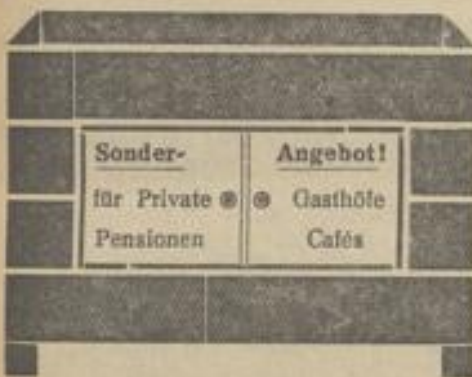 Sonder- Angebot!
für Private Gasthöfe
Pensionen Cafés